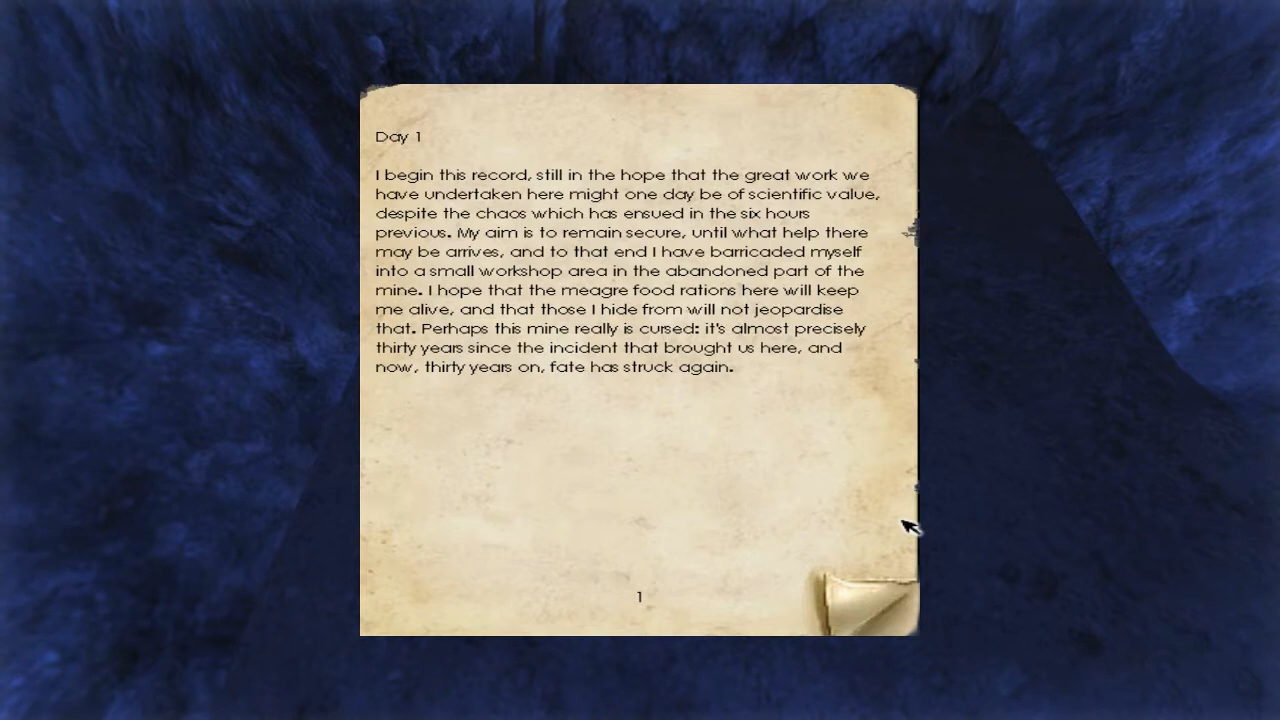 Day 1
I begin this record, still in the hope that the great work we
have undertaken here might one day be of scientific value,
despite the chaos which has ensued in the six hours
previous. My aim is to remain secure, until what help there
may be arrives, and to that end I have barricaded myself
into a small workshop area in the abandoned part of the
mine. I hope that the meagre food rations here will keep
me alive, and that those I hide from will not jeopardise
that. Perhaps this mine really is cursed: it's almost precisely
thirty years since the incident that brought us here, and
now, thirty years on, fate has struck again.
1